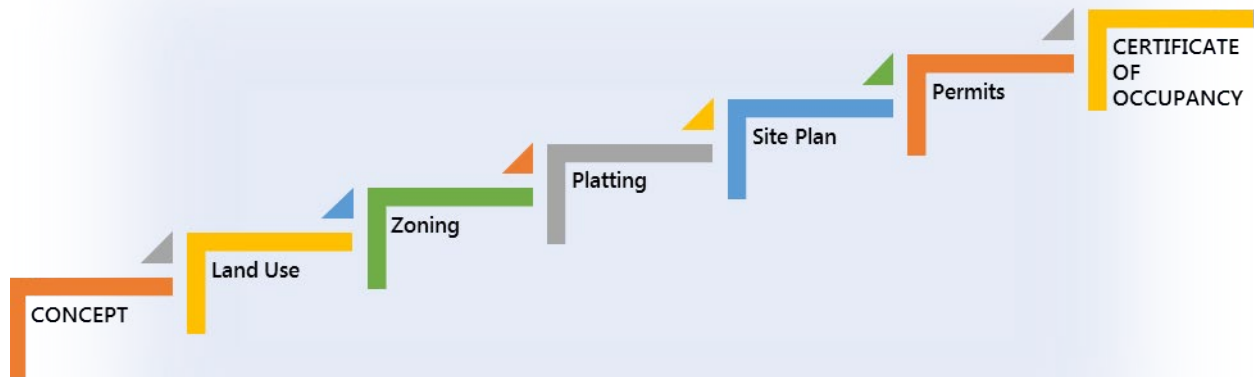 CONCEPT
Land Use
Zoning
Platting
Site Plan
Permits
CERTIFICATE
OF
OCCUPANCY